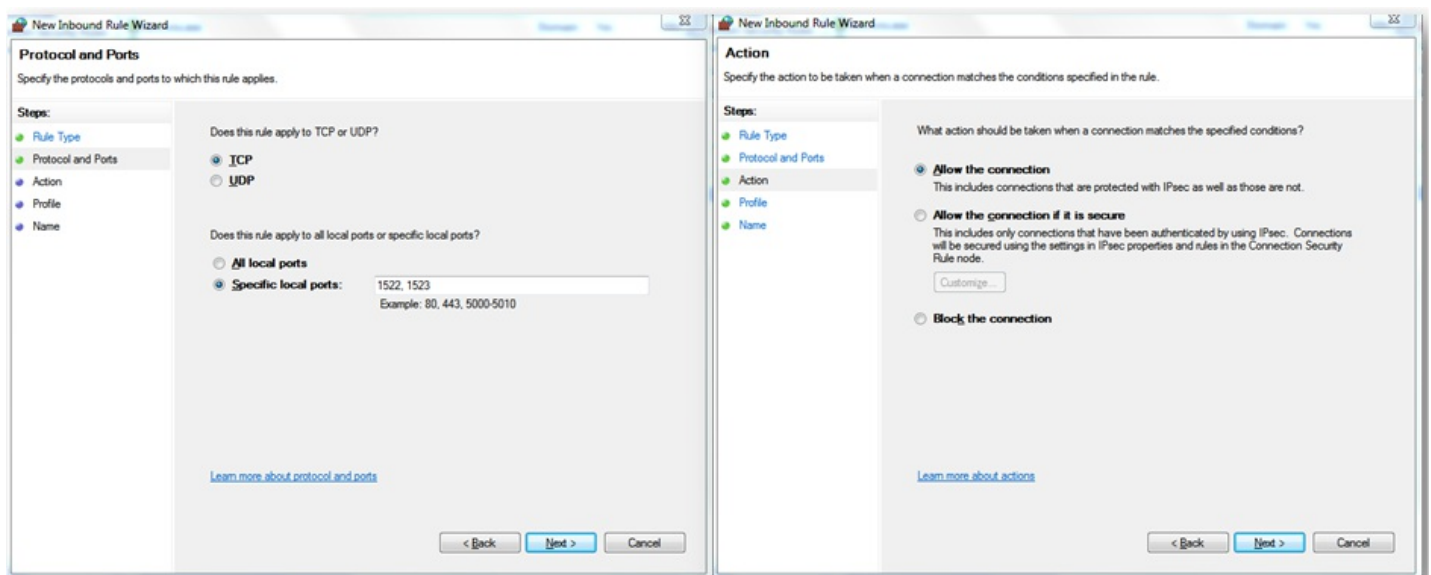 New Inbound Rule Wizard
Protocol and Ports
Specify the protocols and ports to which this rule applies.
Steps:
Rule Type
Protocol and Ports
Action
Profile
Name
Does this rule apply to TCP or UDP?
TCP
UDP
Does this rule apply to all local ports or specific local ports?
All local ports
Specific local ports:
1522, 1523
Example: 80, 443, 5000-5010
Learn more about protocol and ports
< Back
Next >
Cancel
New Inbound Rule Wizard
Action
Specify the action to be taken when a connection matches the conditions specified in the rule.
Steps:
Rule Type
Protocol and Ports
Action
Profile
Name
What action should be taken when a connection matches the specified conditions?
Allow the connection
This includes connections that are protected with IPsec as well as those are not.
Allow the connection if it is secure
This includes only connections that have been authenticated by using IPsec. Connections
will be secured using the settings in IPsec properties and rules in the Connection Security
Rule node.
Customize...
Block the connection
Learn more about actions
< Back
Next >
Cancel